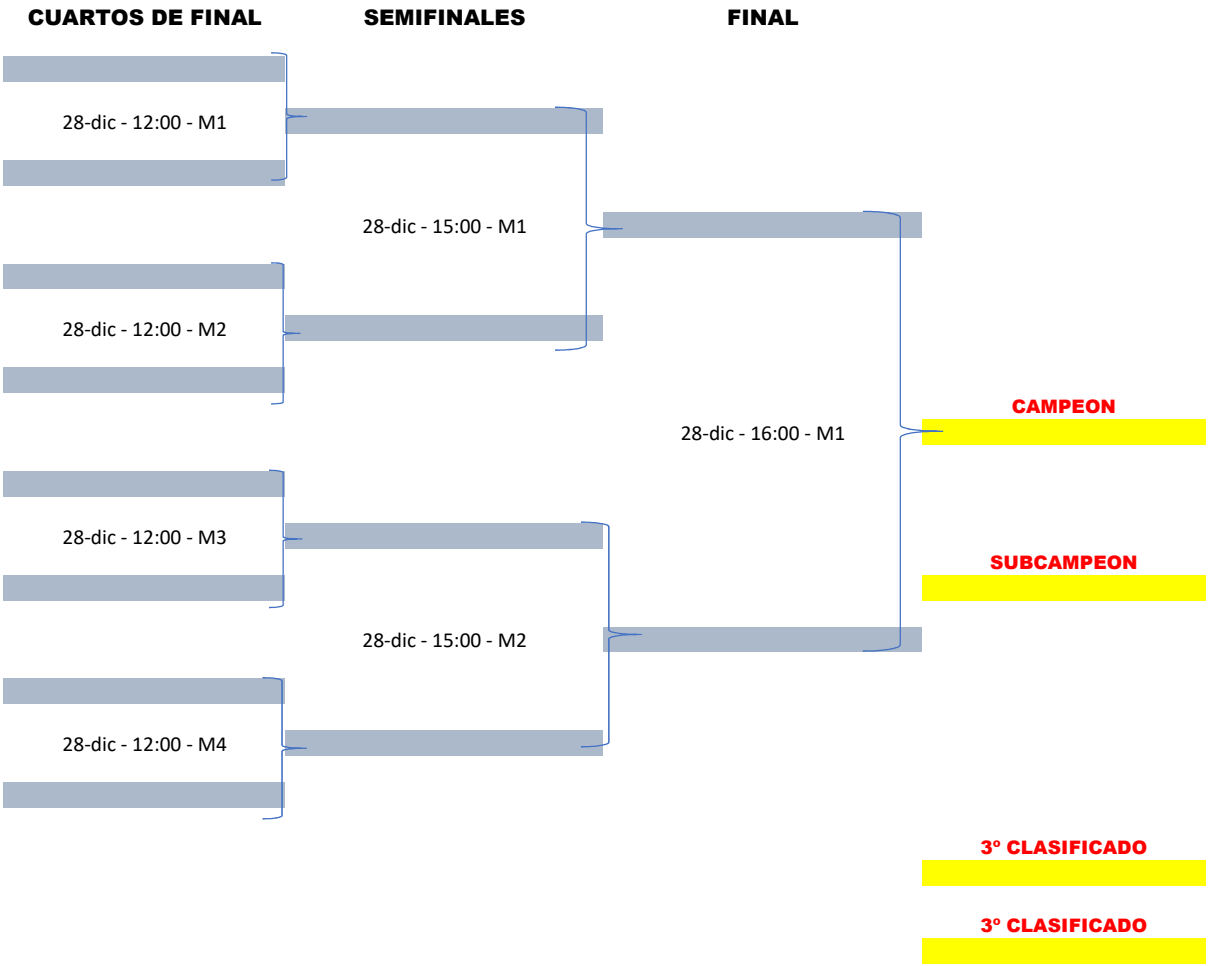 CUARTOS DE FINAL
SEMIFINALES
FINAL
28-dic - 12:00 - M1
28-dic - 15:00 - M1
28-dic - 12:00 - M2
CAMPEON
28-dic - 16:00 - M1
28-dic - 12:00 - M3
SUBCAMPEON
28-dic - 15:00 - M2
28-dic - 12:00 - M4
3º CLASIFICADO
3º CLASIFICADO